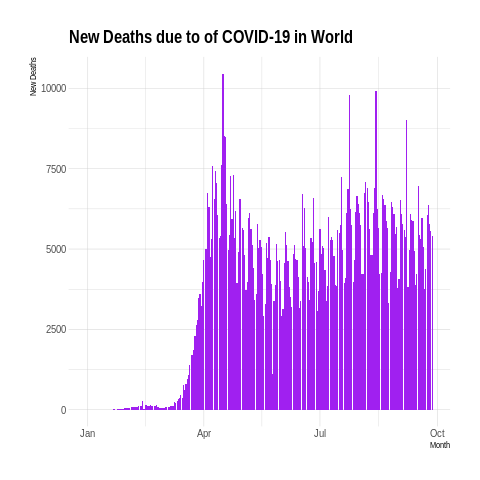 New Deaths due to of COVID-19 in World
New Deaths
10000
7500
5000
2500
0
Jan Apr Jul Oct
Month